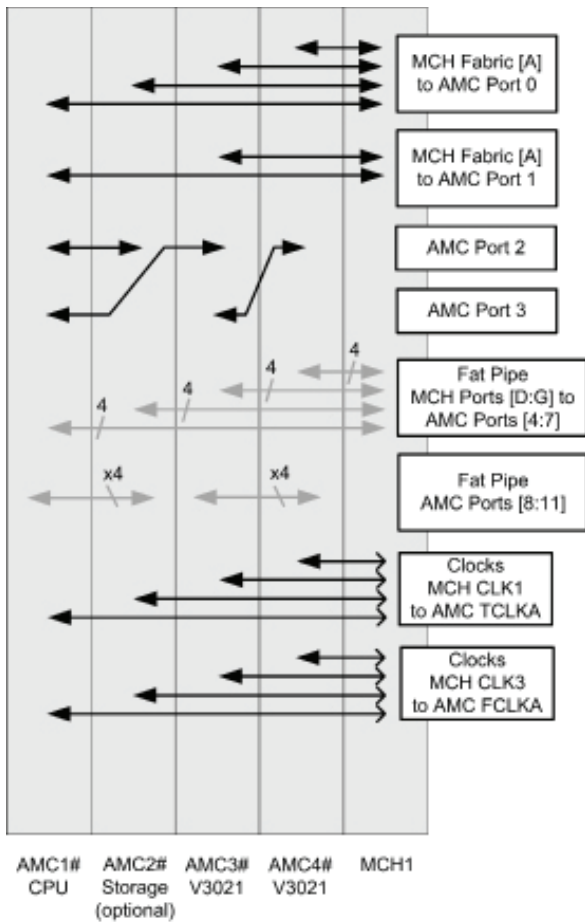 MCH Fabric [A]
to AMC Port 0
MCH Fabric [A]
to AMC Port 1
AMC Port 2
AMC Port 3
4
4
4
4
Fat Pipe
MCH Ports [D:G] to
AMC Ports [4:7]
x4
x4
Fat Pipe
AMC Ports [8:11]
Clocks
MCH CLK1
to AMC TCLKA
Clocks
MCH CLK3
to AMC FCLKA
AMC1#
CPU
AMC2#
Storage
(optional)
AMC3#
V3021
AMC4#
V3021
MCH1